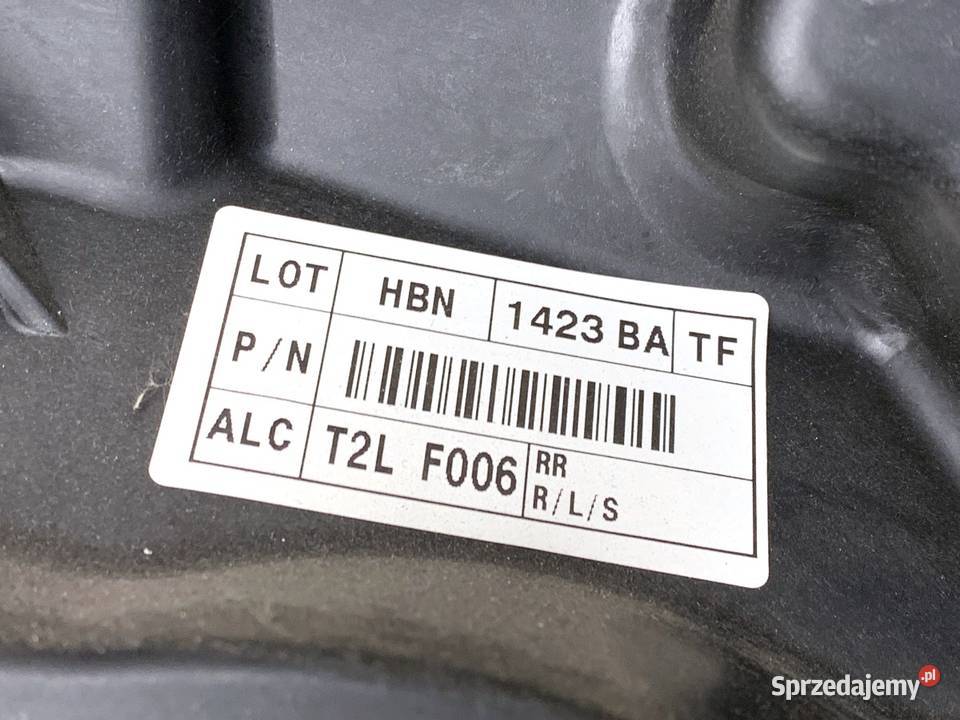 LOT HBN 1423 BA TF
P/N
ALC T2L F006 RR
R/L/S
Sprzedajemy.pl